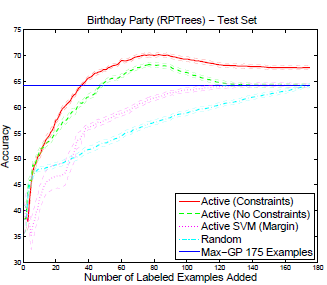 Birthday Party (RPTrees) − Test Set
75
70
65
60
55
50
45
40
35
30
Accuracy
0 20 40 60 80 100 120 140 160 180
Number of Labeled Examples Added
Active (Constraints)
Active (No Constraints)
Active SVM (Margin)
Random
Max−GP 175 Examples